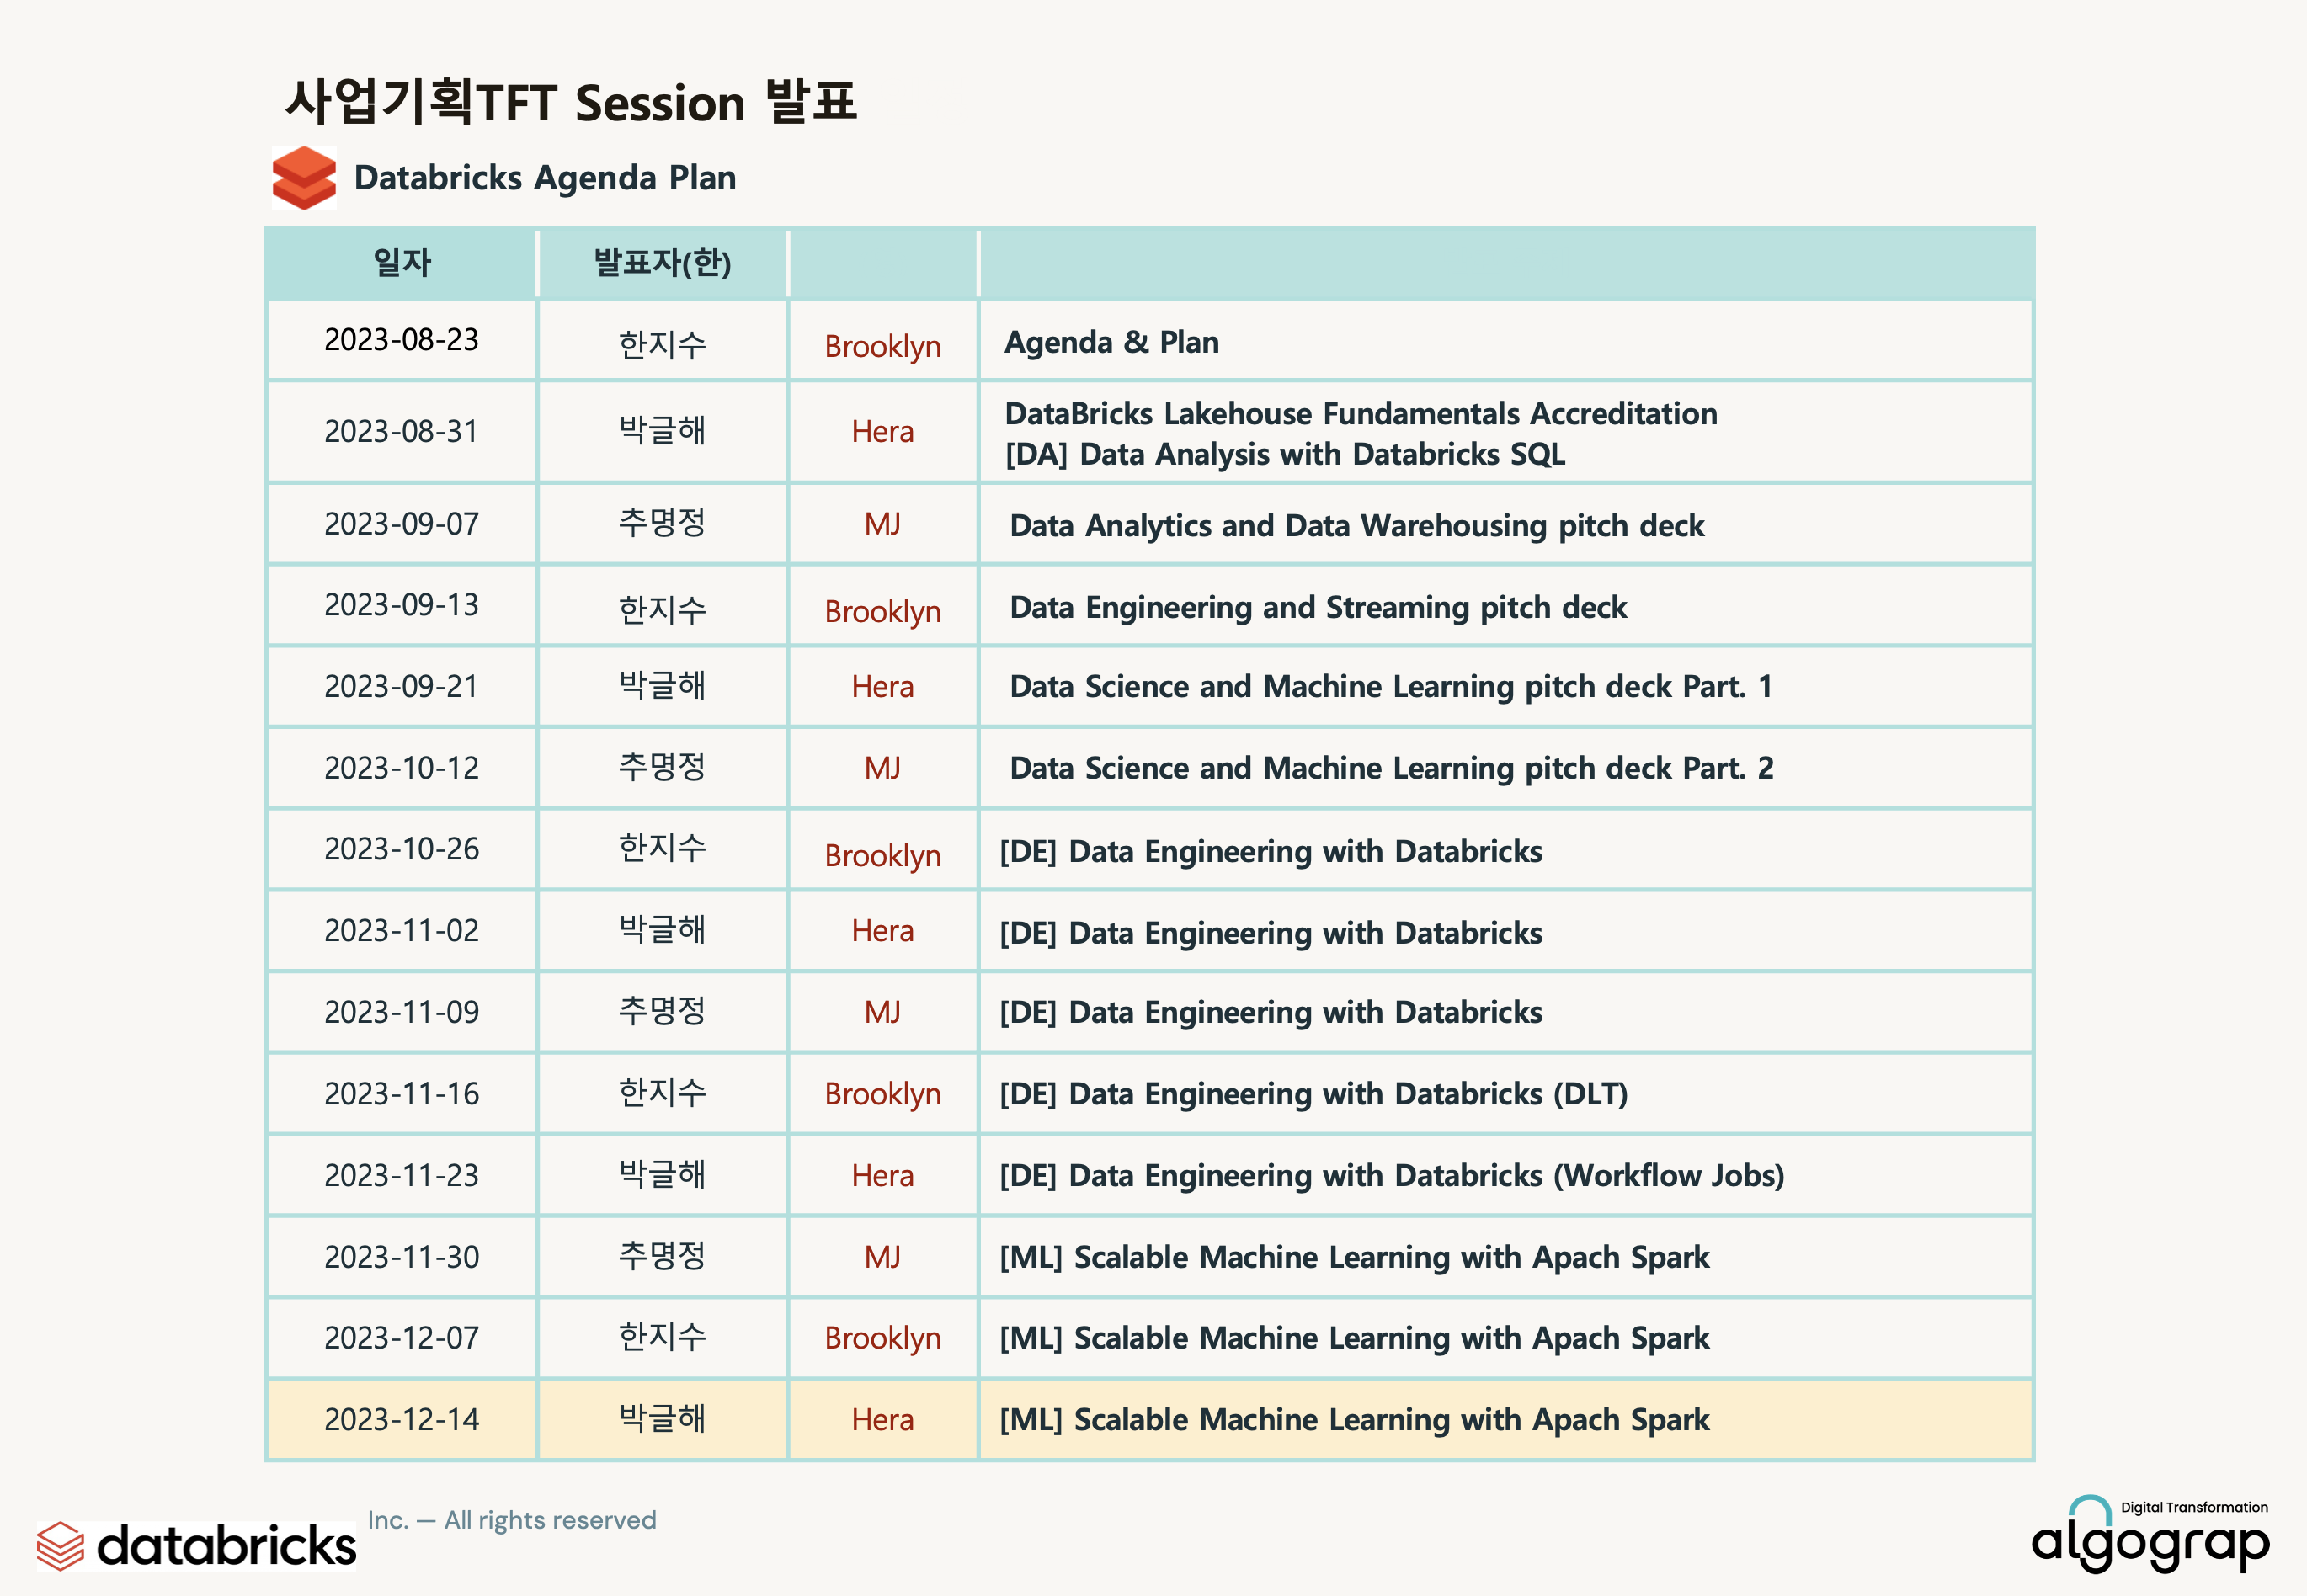 사업기획TFT Session 발표
Databricks Agenda Plan
일자 발표자(한)
2023-08-23 한지수 Brooklyn Agenda & Plan
2023-08-31 박글해 Hera DataBricks Lakehouse Fundamentals Accreditation
[DA] Data Analysis with Databricks SQL
2023-09-07 추명정 MJ Data Analytics and Data Warehousing pitch deck
2023-09-13 한지수 Brooklyn Data Engineering and Streaming pitch deck
2023-09-21 박글해 Hera Data Science and Machine Learning pitch deck Part. 1
2023-10-12 추명정 MJ Data Science and Machine Learning pitch deck Part. 2
2023-10-26 한지수 Brooklyn [DE] Data Engineering with Databricks
2023-11-02 박글해 Hera [DE] Data Engineering with Databricks
2023-11-09 추명정 MJ [DE] Data Engineering with Databricks
2023-11-16 한지수 Brooklyn [DE] Data Engineering with Databricks (DLT)
2023-11-23 박글해 Hera [DE] Data Engineering with Databricks (Workflow Jobs)
2023-11-30 추명정 MJ [ML] Scalable Machine Learning with Apach Spark
2023-12-07 한지수 Brooklyn [ML] Scalable Machine Learning with Apach Spark
2023-12-14 박글해 Hera [ML] Scalable Machine Learning with Apach Spark
databricks Inc. — All rights reserved
Digital Transformation
algograp